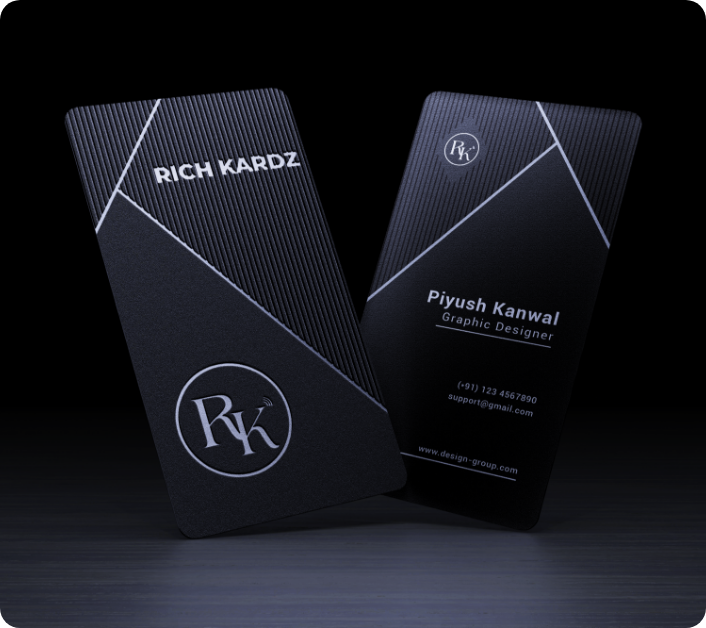 RICH KARDZ
RK
RK
Piyush Kanwal
Graphic Designer
(+91) 123 4567890
support@gmail.com
www.design-group.com